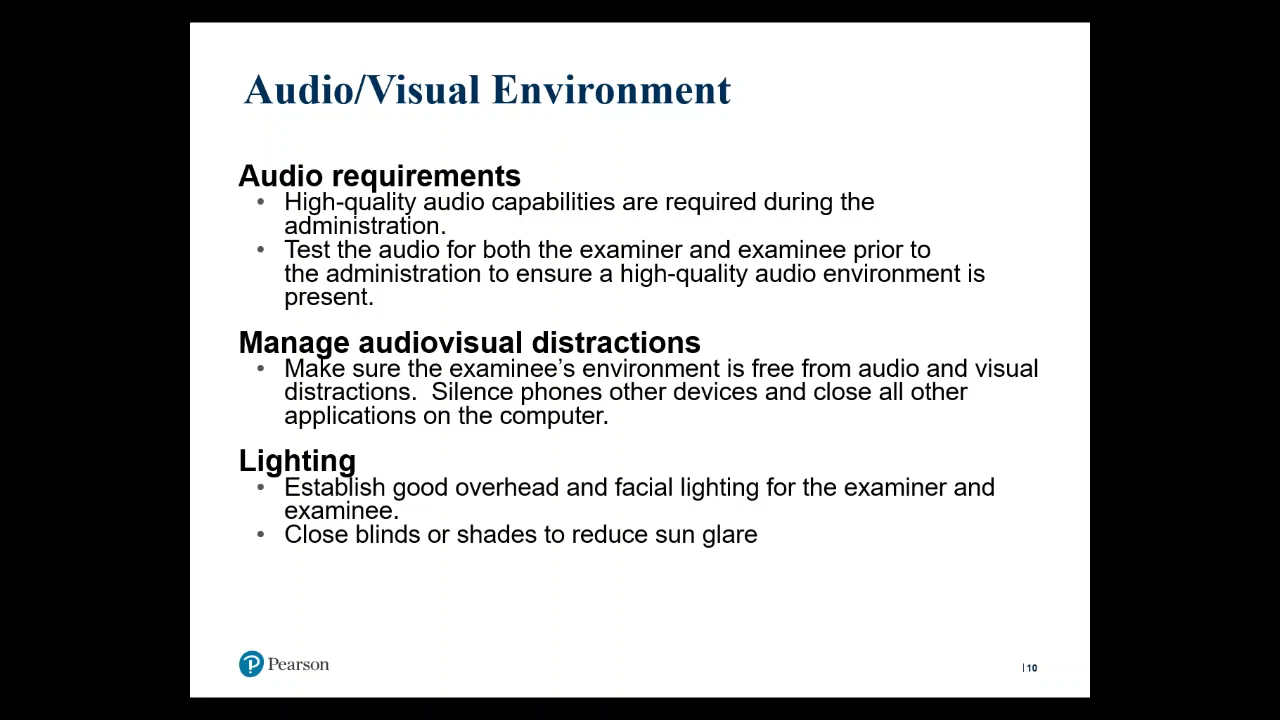 Audio/Visual Environment
Audio requirements
• High-quality audio capabilities are required during the
administration.
• Test the audio for both the examiner and examinee prior to
the administration to ensure a high-quality audio environment is
present.
Manage audiovisual distractions
• Make sure the examinee’s environment is free from audio and visual
distractions.  Silence phones other devices and close all other
applications on the computer.
Lighting
• Establish good overhead and facial lighting for the examiner and
examinee.
• Close blinds or shades to reduce sun glare
Pearson
| 10